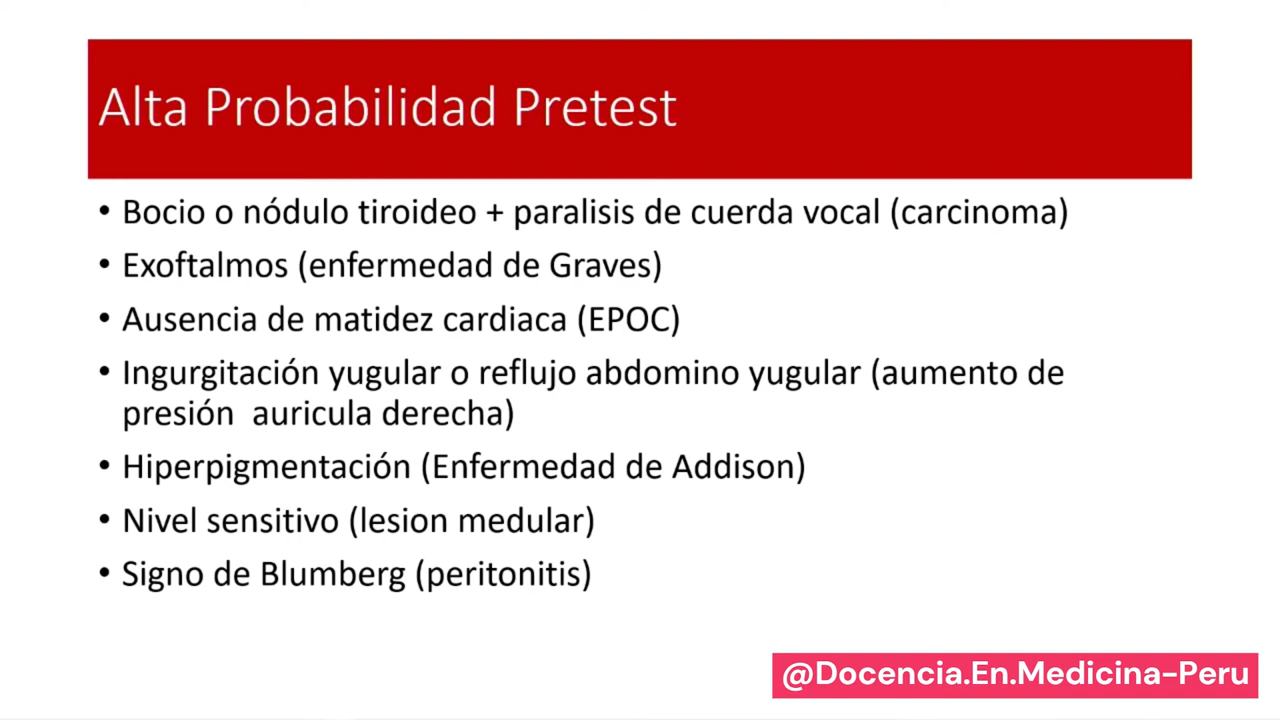 Alta Probabilidad Pretest
• Bocio o nódulo tiroideo + paralisis de cuerda vocal (carcinoma)
• Exoftalmos (enfermedad de Graves)
• Ausencia de matidez cardiaca (EPOC)
• Ingurgitación yugular o reflujo abdomino yugular (aumento de
presión  auricula derecha)
• Hiperpigmentación (Enfermedad de Addison)
• Nivel sensitivo (lesion medular)
• Signo de Blumberg (peritonitis)
@Docencia.En.Medicina-Peru